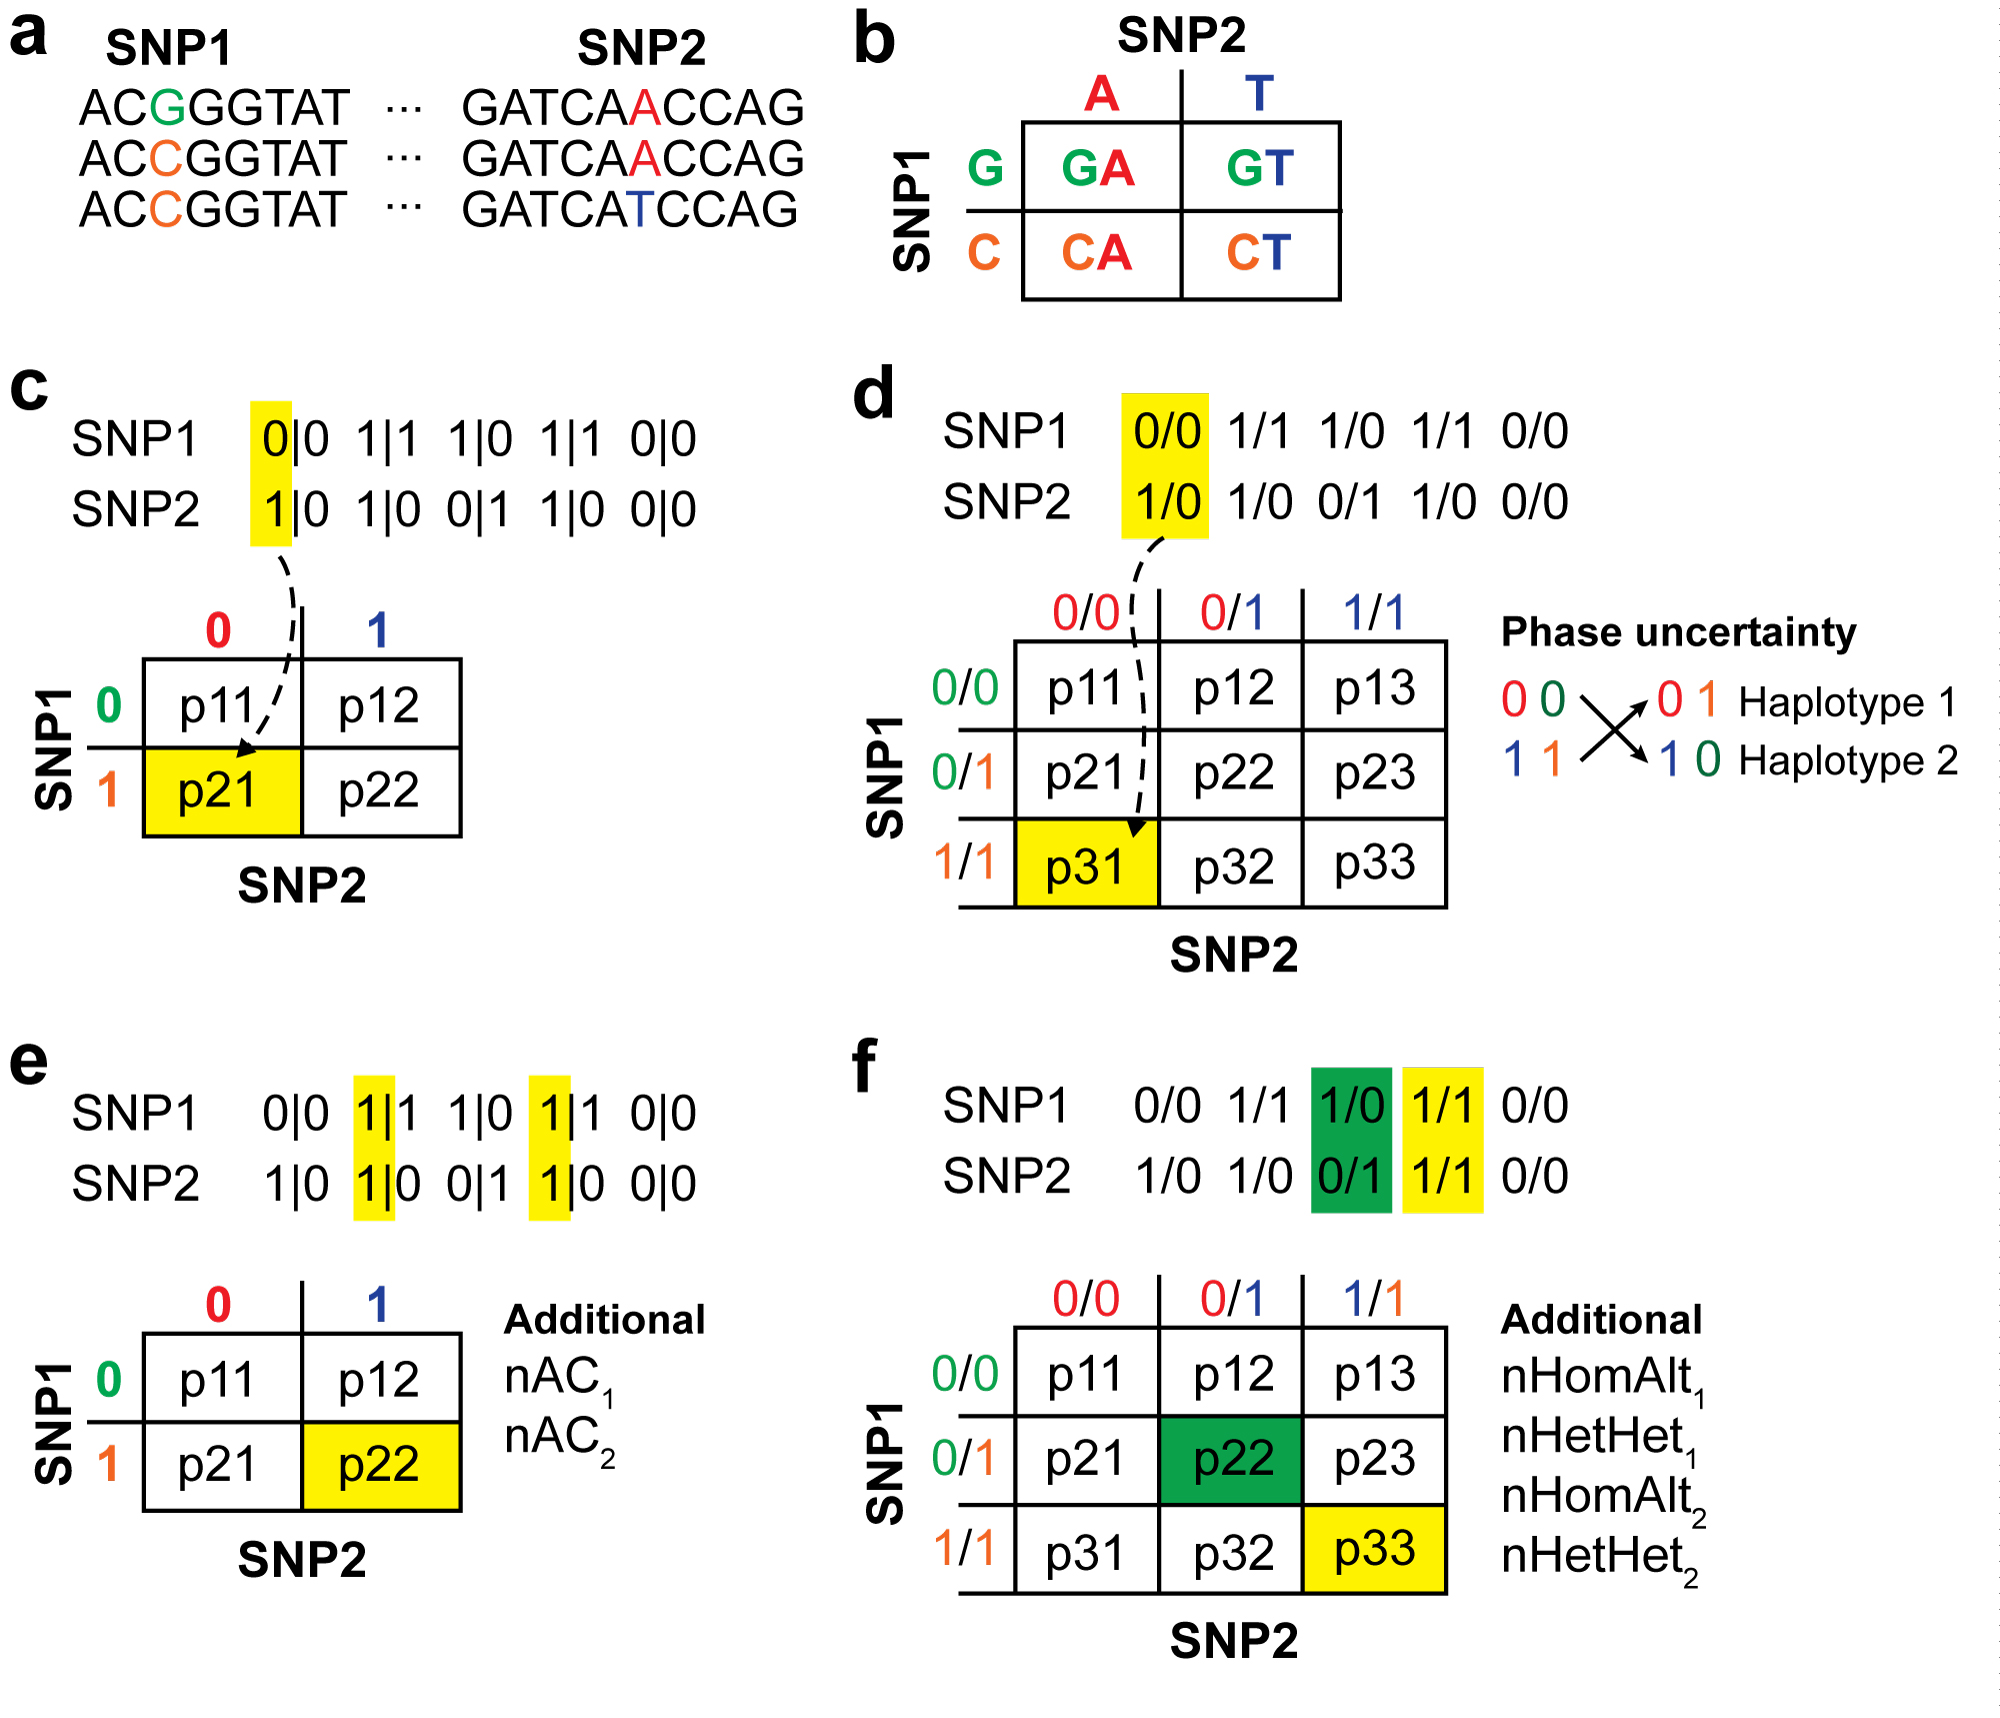 a
SNP1 SNP2
ACGGGTAT ... GATCAAACCAG
ACCGGTAT ... GATCAAACCAG
ACCGGTAT ... GATCATCCAG
b
SNP2
A T
SNP1
G GA GT
C CA CT
c
SNP1 0|0 1|1 1|0 1|1 0|0
SNP2 1|0 1|0 0|1 1|0 0|0
0 1
SNP1
0 p11 p12
1 p21 p22
SNP2
d
SNP1 0/0 1/1 1/0 1/1 0/0
SNP2 1/0 1/0 0/1 1/0 0/0
0/0 0/1 1/1
SNP1
0/0 p11 p12 p13
0/1 p21 p22 p23
1/1 p31 p32 p33
SNP2
Phase uncertainty
0 0 0 1 Haplotype 1
1 1 1 0 Haplotype 2
e
SNP1 0|0 1|1 1|0 1|1 0|0
SNP2 1|0 1|0 0|1 1|0 0|0
0 1
SNP1
0 p11 p12
1 p21 p22
SNP2
Additional
nAC1
nAC2
f
SNP1 0/0 1/1 1/0 1/1 0/0
SNP2 1/0 1/0 0/1 1/1 0/0
0/0 0/1 1/1
SNP1
0/0 p11 p12 p13
0/1 p21 p22 p23
1/1 p31 p32 p33
SNP2
Additional
nHomAlt1
nHetHet1
nHomAlt2
nHetHet2